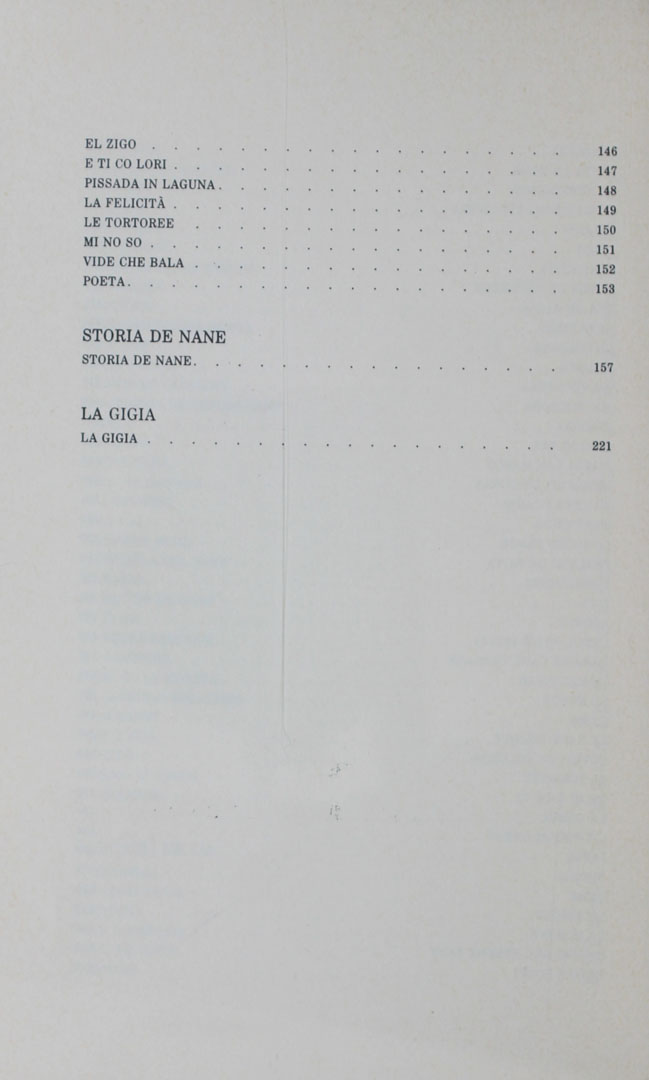 EL ZIGO . . . . . . . . . . . . . . . . . . . 146
E TI CO LORI . . . . . . . . . . . . . . . . . . 147
PISSADA IN LAGUNA . . . . . . . . . . . . . . . . 148
LA FELICITÀ . . . . . . . . . . . . . . . . . . 149
LE TORTOREE . . . . . . . . . . . . . . . . . 150
MI NO SO . . . . . . . . . . . . . . . . . . . 151
VIDE CHE BALA . . . . . . . . . . . . . . . . . 152
POETA . . . . . . . . . . . . . . . . . . . . 153
STORIA DE NANE
STORIA DE NANE . . . . . . . . . . . . . . . . . 157
LA GIGIA
LA GIGIA . . . . . . . . . . . . . . . . . . . 221